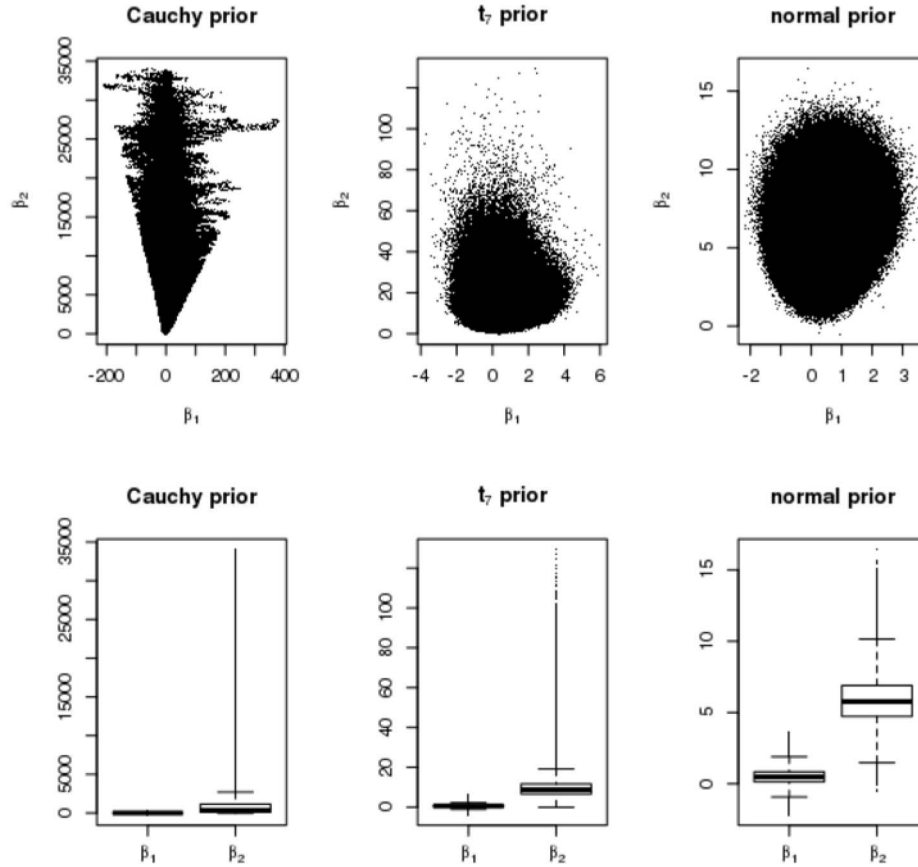 Cauchy prior
t₇ prior
normal prior
35000
25000
15000
5000
0
β₂
-200
0
200
400
β₁
100
80
60
40
20
0
β₂
-4
-2
0
2
4
6
β₁
15
10
5
0
β₂
-2
0
1
2
3
β₁
Cauchy prior
t₇ prior
normal prior
35000
25000
15000
5000
0
β₁
β₂
100
80
60
40
20
0
β₁
β₂
15
10
5
0
β₁
β₂